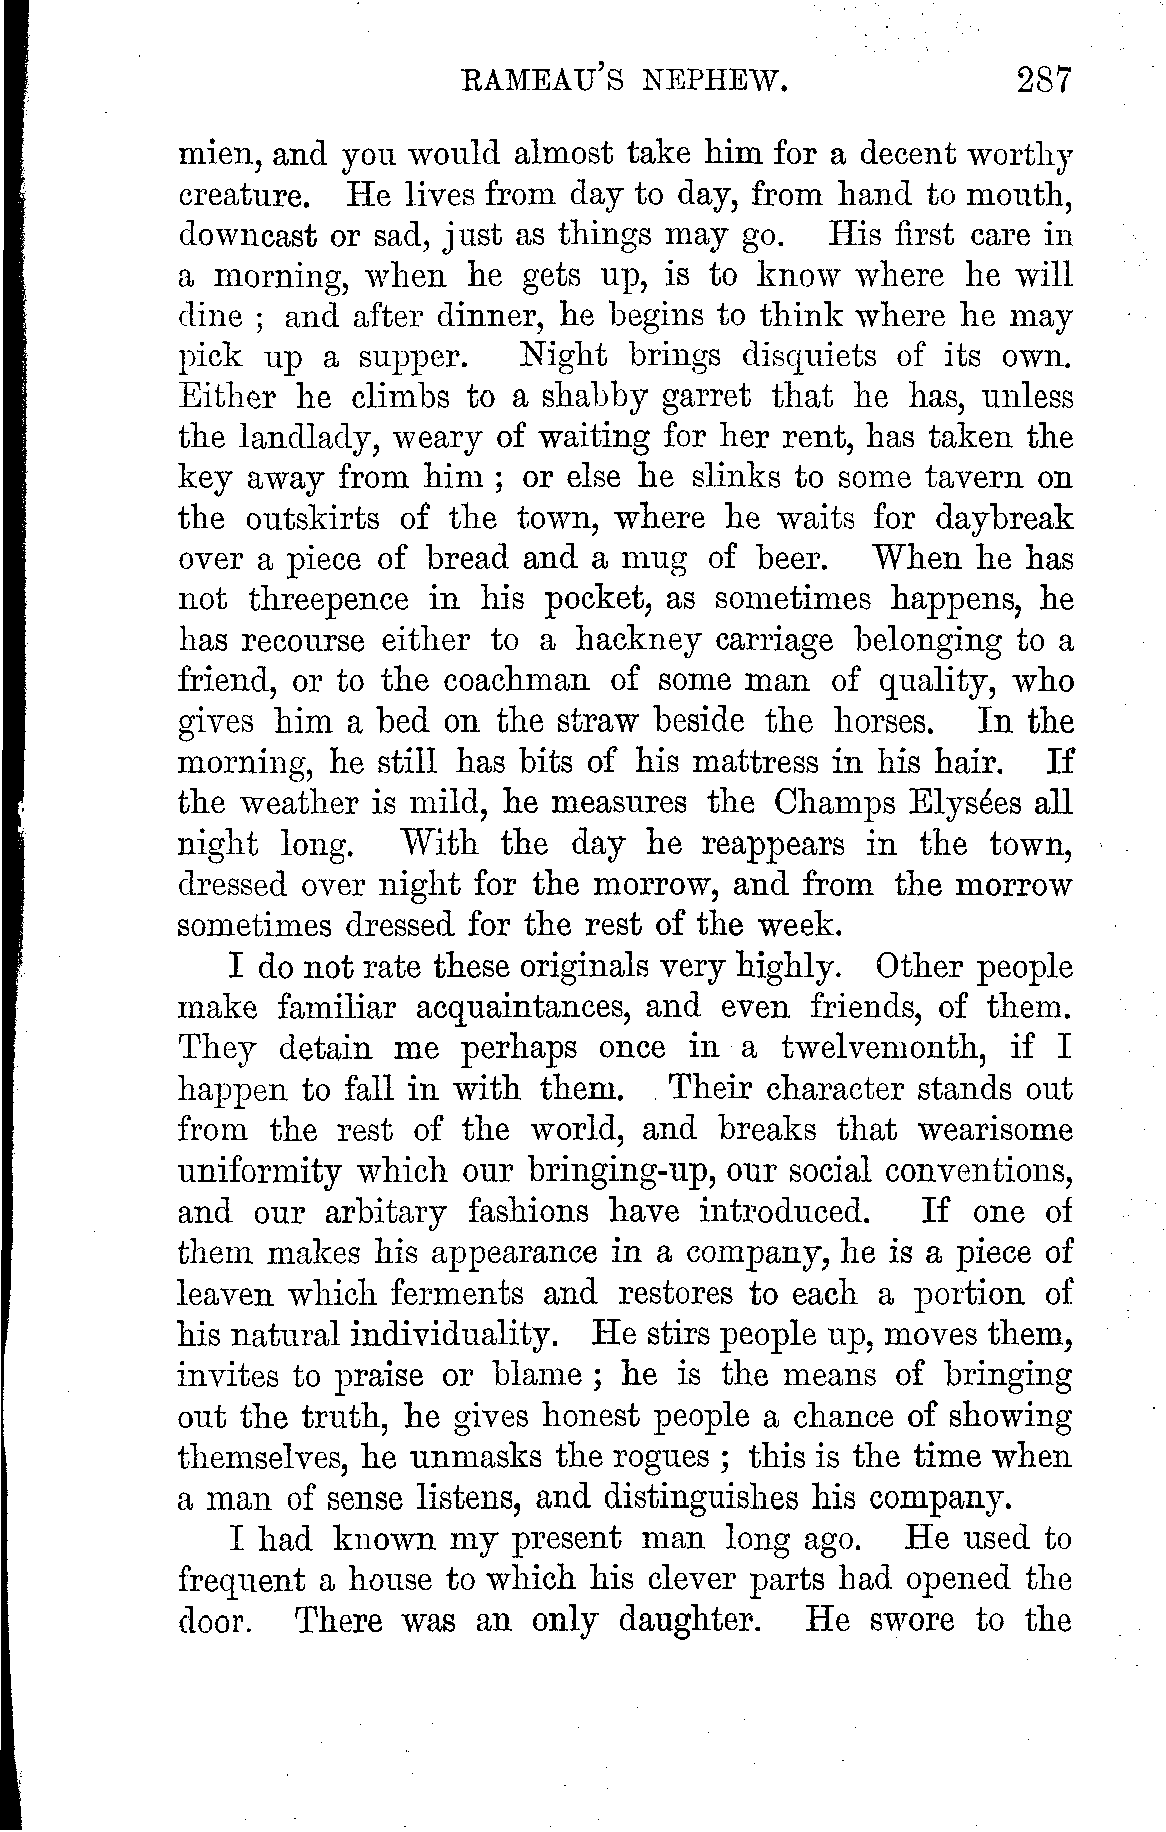 RAMEAU'S NEPHEW. 287
mien, and you would almost take him for a decent worthy
creature. He lives from day to day, from hand to mouth,
downcast or sad, just as things may go. His first care in
a morning, when he gets up, is to know where he will
dine ; and after dinner, he begins to think where he may
pick up a supper. Night brings disquiets of its own.
Either he climbs to a shabby garret that he has, unless
the landlady, weary of waiting for her rent, has taken the
key away from him ; or else he slinks to some tavern on
the outskirts of the town, where he waits for daybreak
over a piece of bread and a mug of beer. When he has
not threepence in his pocket, as sometimes happens, he
has recourse either to a hackney carriage belonging to a
friend, or to the coachman of some man of quality, who
gives him a bed on the straw beside the horses. In the
morning, he still has bits of his mattress in his hair. If
the weather is mild, he measures the Champs Elysées all
night long. With the day he reappears in the town,
dressed over night for the morrow, and from the morrow
sometimes dressed for the rest of the week.
I do not rate these originals very highly. Other people
make familiar acquaintances, and even friends, of them.
They detain me perhaps once in a twelvemonth, if I
happen to fall in with them. Their character stands out
from the rest of the world, and breaks that wearisome
uniformity which our bringing-up, our social conventions,
and our arbitary fashions have introduced. If one of
them makes his appearance in a company, he is a piece of
leaven which ferments and restores to each a portion of
his natural individuality. He stirs people up, moves them,
invites to praise or blame ; he is the means of bringing
out the truth, he gives honest people a chance of showing
themselves, he unmasks the rogues ; this is the time when
a man of sense listens, and distinguishes his company.
I had known my present man long ago. He used to
frequent a house to which his clever parts had opened the
door. There was an only daughter. He swore to the